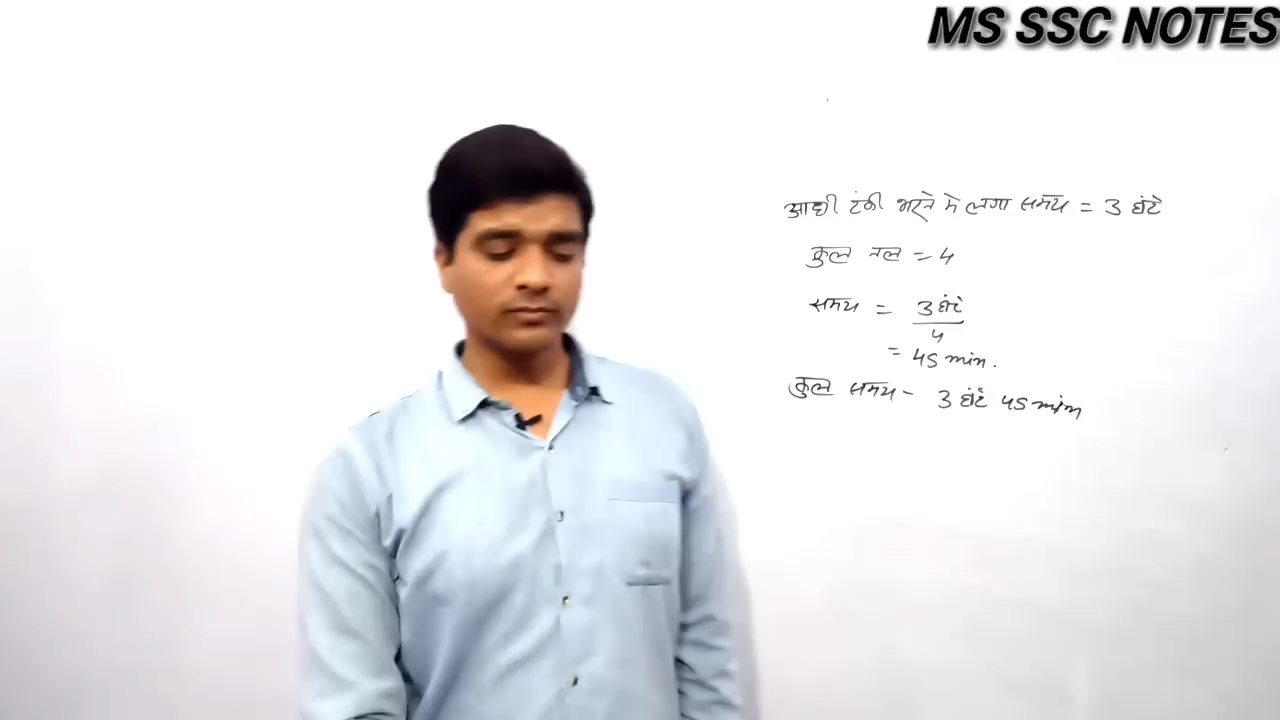 MS SSC NOTES
आधी टंकी भरने मे लगा समय = 3 घंटे
कुल नल = 4
समय = 3 घंटे
4
= 45 min.
कुल समय - 3 घंटे 45 min